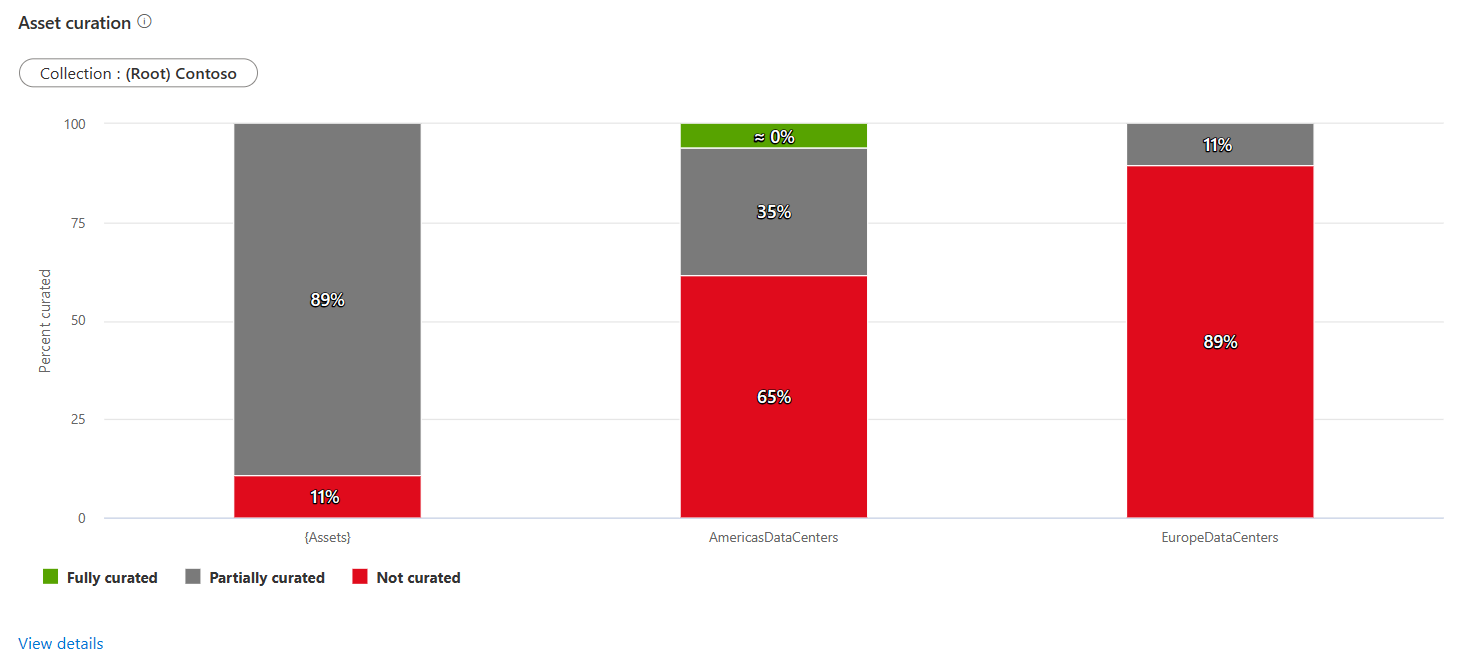 Asset curation
Collection : (Root) Contoso
Percent curated
100
75
50
25
0
89%
11%
≈ 0%
35%
65%
11%
89%
{Assets}
AmericasDataCenters
EuropeDataCenters
Fully curated
Partially curated
Not curated
View details